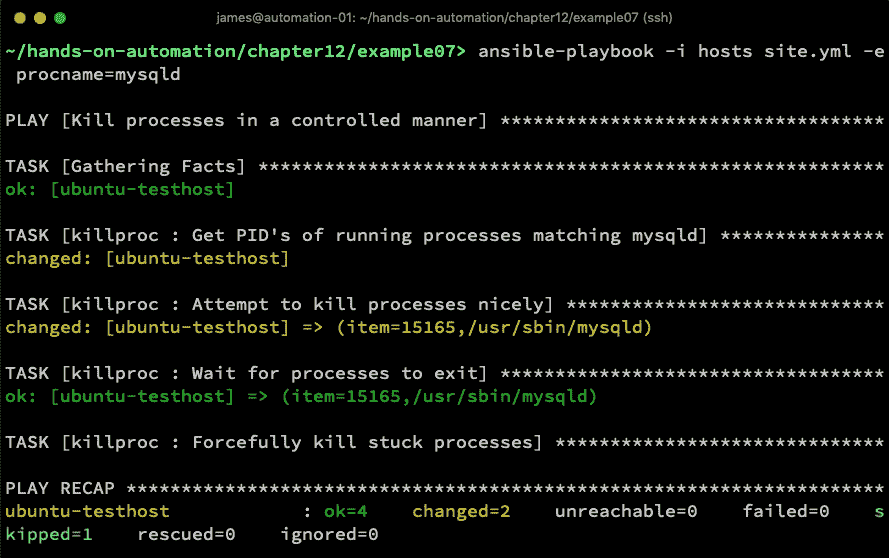 james@automation-01: ~/hands-on-automation/chapter12/example07 (ssh)
~/hands-on-automation/chapter12/example07> ansible-playbook -i hosts site.yml -e
 procname=mysqld
PLAY [Kill processes in a controlled manner] ***********************************
TASK [Gathering Facts] *********************************************************
ok: [ubuntu-testhost]
TASK [killproc : Get PID's of running processes matching mysqld] ***************
changed: [ubuntu-testhost]
TASK [killproc : Attempt to kill processes nicely] *****************************
changed: [ubuntu-testhost] => (item=15165,/usr/sbin/mysqld)
TASK [killproc : Wait for processes to exit] ***********************************
ok: [ubuntu-testhost] => (item=15165,/usr/sbin/mysqld)
TASK [killproc : Forcefully kill stuck processes] ******************************
PLAY RECAP *********************************************************************
ubuntu-testhost            : ok=4    changed=2    unreachable=0    failed=0    s
kipped=1    rescued=0    ignored=0